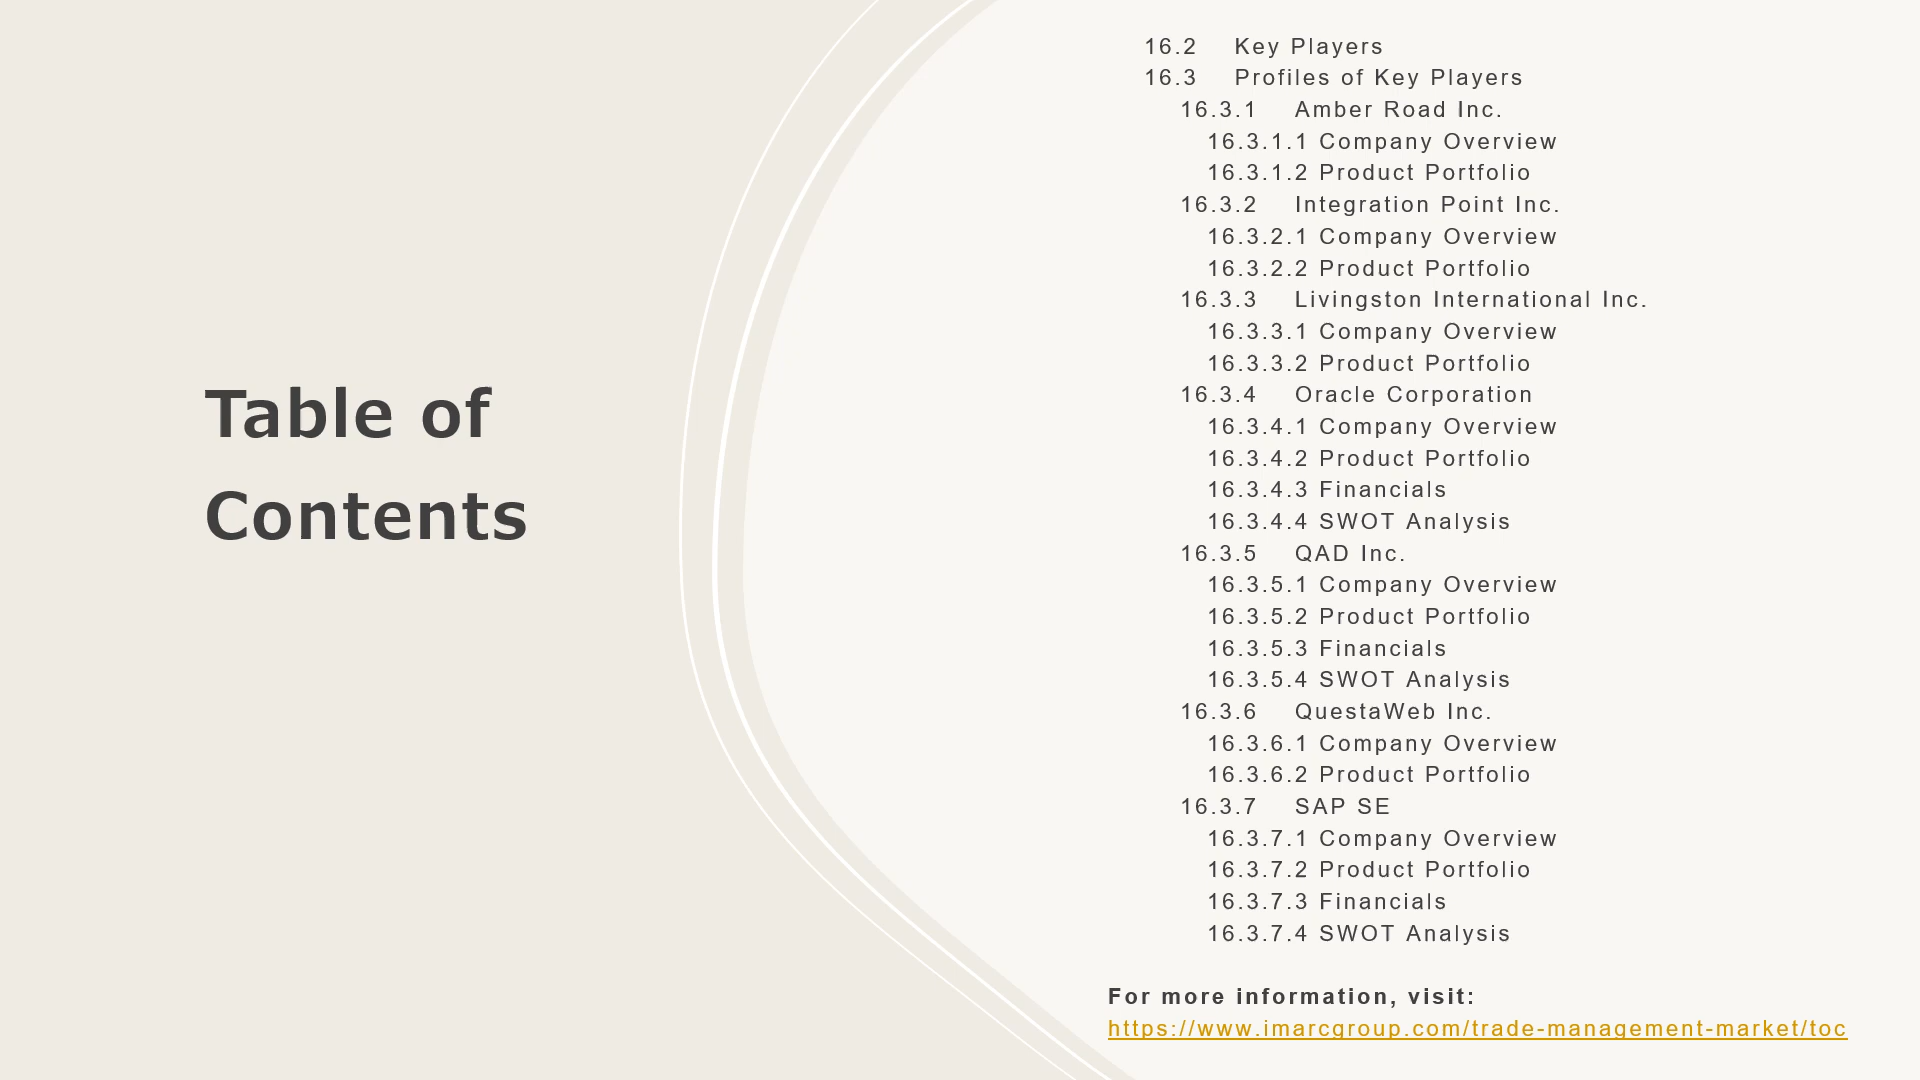 Table of
Contents
16.2 Key Players
16.3 Profiles of Key Players
16.3.1 Amber Road Inc.
16.3.1.1 Company Overview
16.3.1.2 Product Portfolio
16.3.2 Integration Point Inc.
16.3.2.1 Company Overview
16.3.2.2 Product Portfolio
16.3.3 Livingston International Inc.
16.3.3.1 Company Overview
16.3.3.2 Product Portfolio
16.3.4 Oracle Corporation
16.3.4.1 Company Overview
16.3.4.2 Product Portfolio
16.3.4.3 Financials
16.3.4.4 SWOT Analysis
16.3.5 QAD Inc.
16.3.5.1 Company Overview
16.3.5.2 Product Portfolio
16.3.5.3 Financials
16.3.5.4 SWOT Analysis
16.3.6 QuestaWeb Inc.
16.3.6.1 Company Overview
16.3.6.2 Product Portfolio
16.3.7 SAP SE
16.3.7.1 Company Overview
16.3.7.2 Product Portfolio
16.3.7.3 Financials
16.3.7.4 SWOT Analysis
For more information, visit:
https://www.imarcgroup.com/trade-management-market/toc